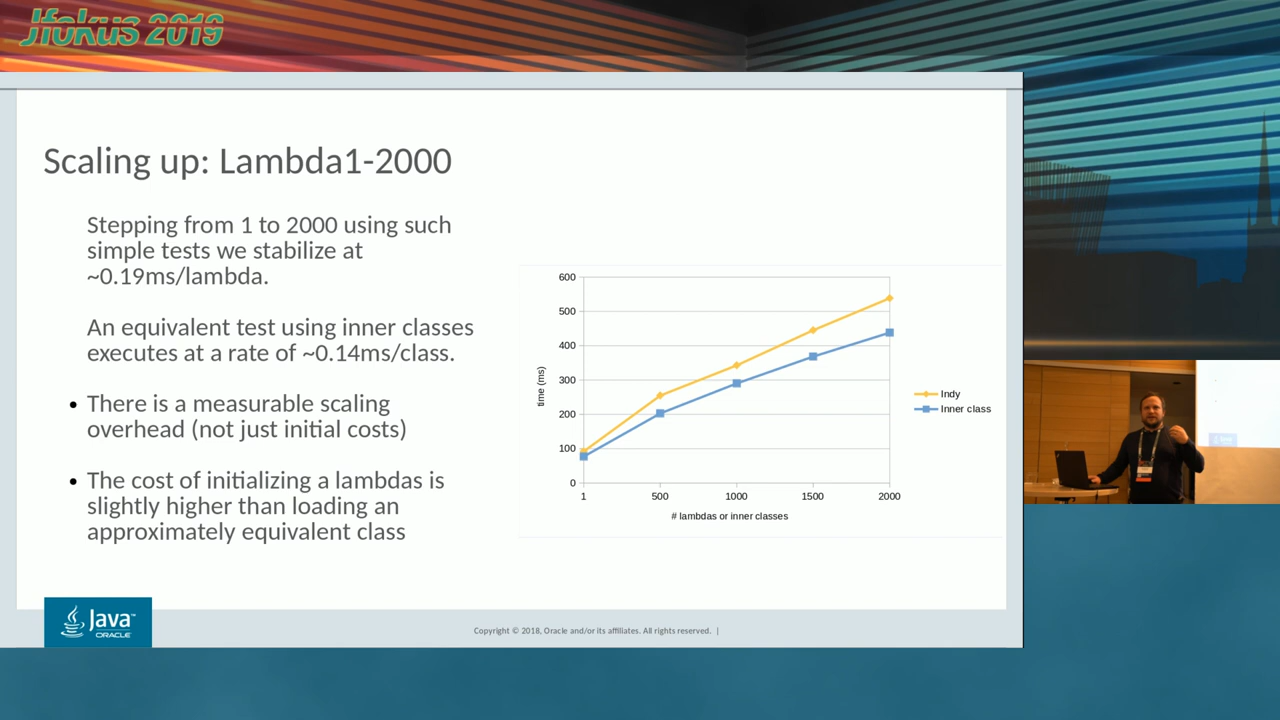 Jfokus 2019
Scaling up: Lambda1-2000
Stepping from 1 to 2000 using such
simple tests we stabilize at
~0.19ms/lambda.
An equivalent test using inner classes
executes at a rate of ~0.14ms/class.
• There is a measurable scaling
overhead (not just initial costs)
• The cost of initializing a lambdas is
slightly higher than loading an
approximately equivalent class
600
500
400
300
200
100
0
time (ms)
1 500 1000 1500 2000
# lambdas or inner classes
Indy
Inner class
Java™
ORACLE
Copyright © 2018, Oracle and/or its affiliates. All rights reserved. |